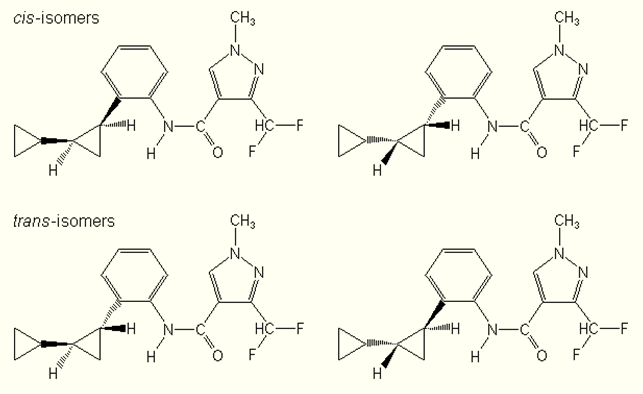 cis-isomers
CH₃ CH₃
N N
N N
H N C HC F H N C HC F
H O F H O F
H H
trans-isomers
CH₃ CH₃
N N
N N
H N C HC F H N C HC F
H O F H O F
H H